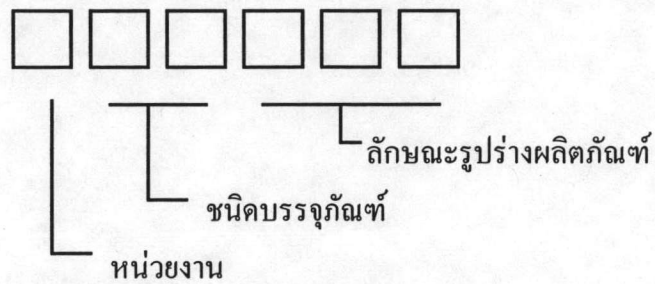 ลักษณะรูปร่างผลิตภัณฑ์
ชนิดบรรจุภัณฑ์
หน่วยงาน